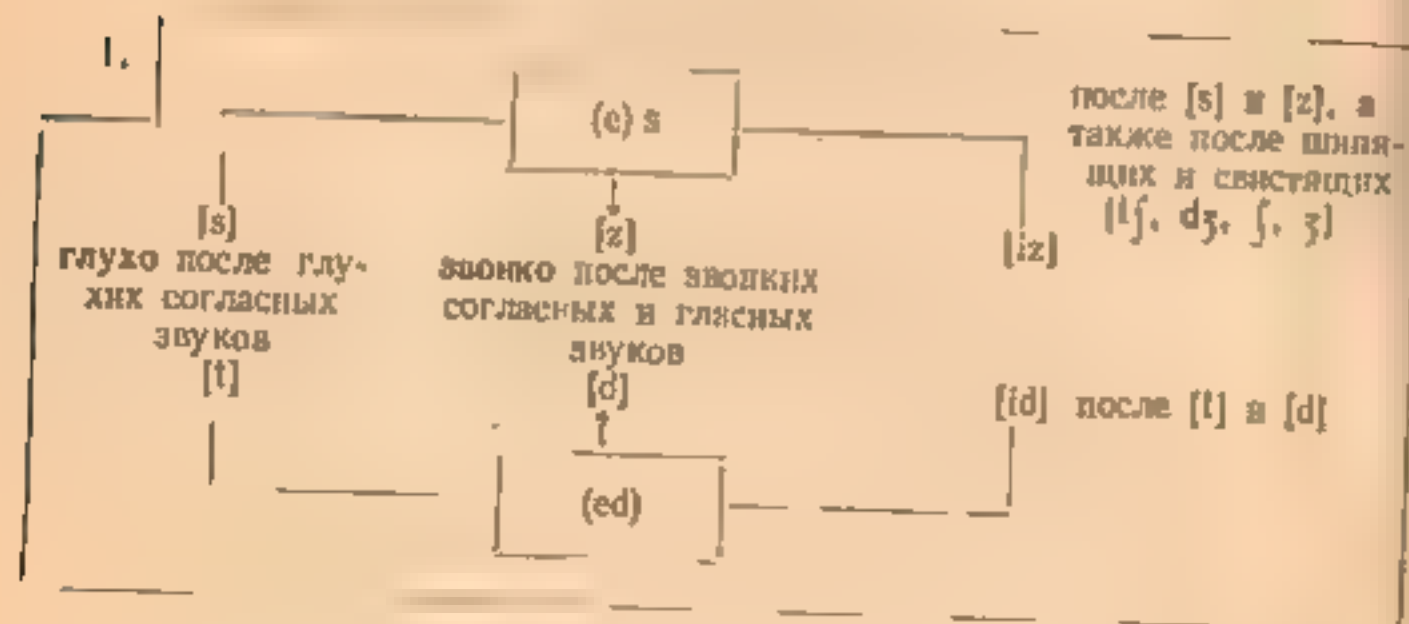 1.
(e) s
после [s] и [z], а
также после шипя-
щих и свистящих
[tʃ, dʒ, ʃ, ʒ]
[s]
[z]
[iz]
глухо после глу-
хих согласных
звуков
звонко после звонких
согласных и гласных
звуков
[t]
[d]
[id] после [t] и [d]
(ed)